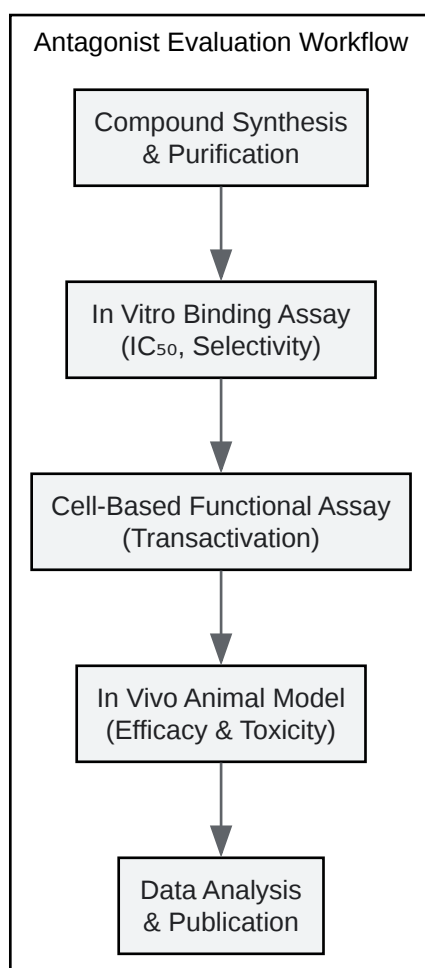 Antagonist Evaluation Workflow
Compound Synthesis
& Purification
In Vitro Binding Assay
(IC₅₀, Selectivity)
Cell-Based Functional Assay
(Transactivation)
In Vivo Animal Model
(Efficacy & Toxicity)
Data Analysis
& Publication